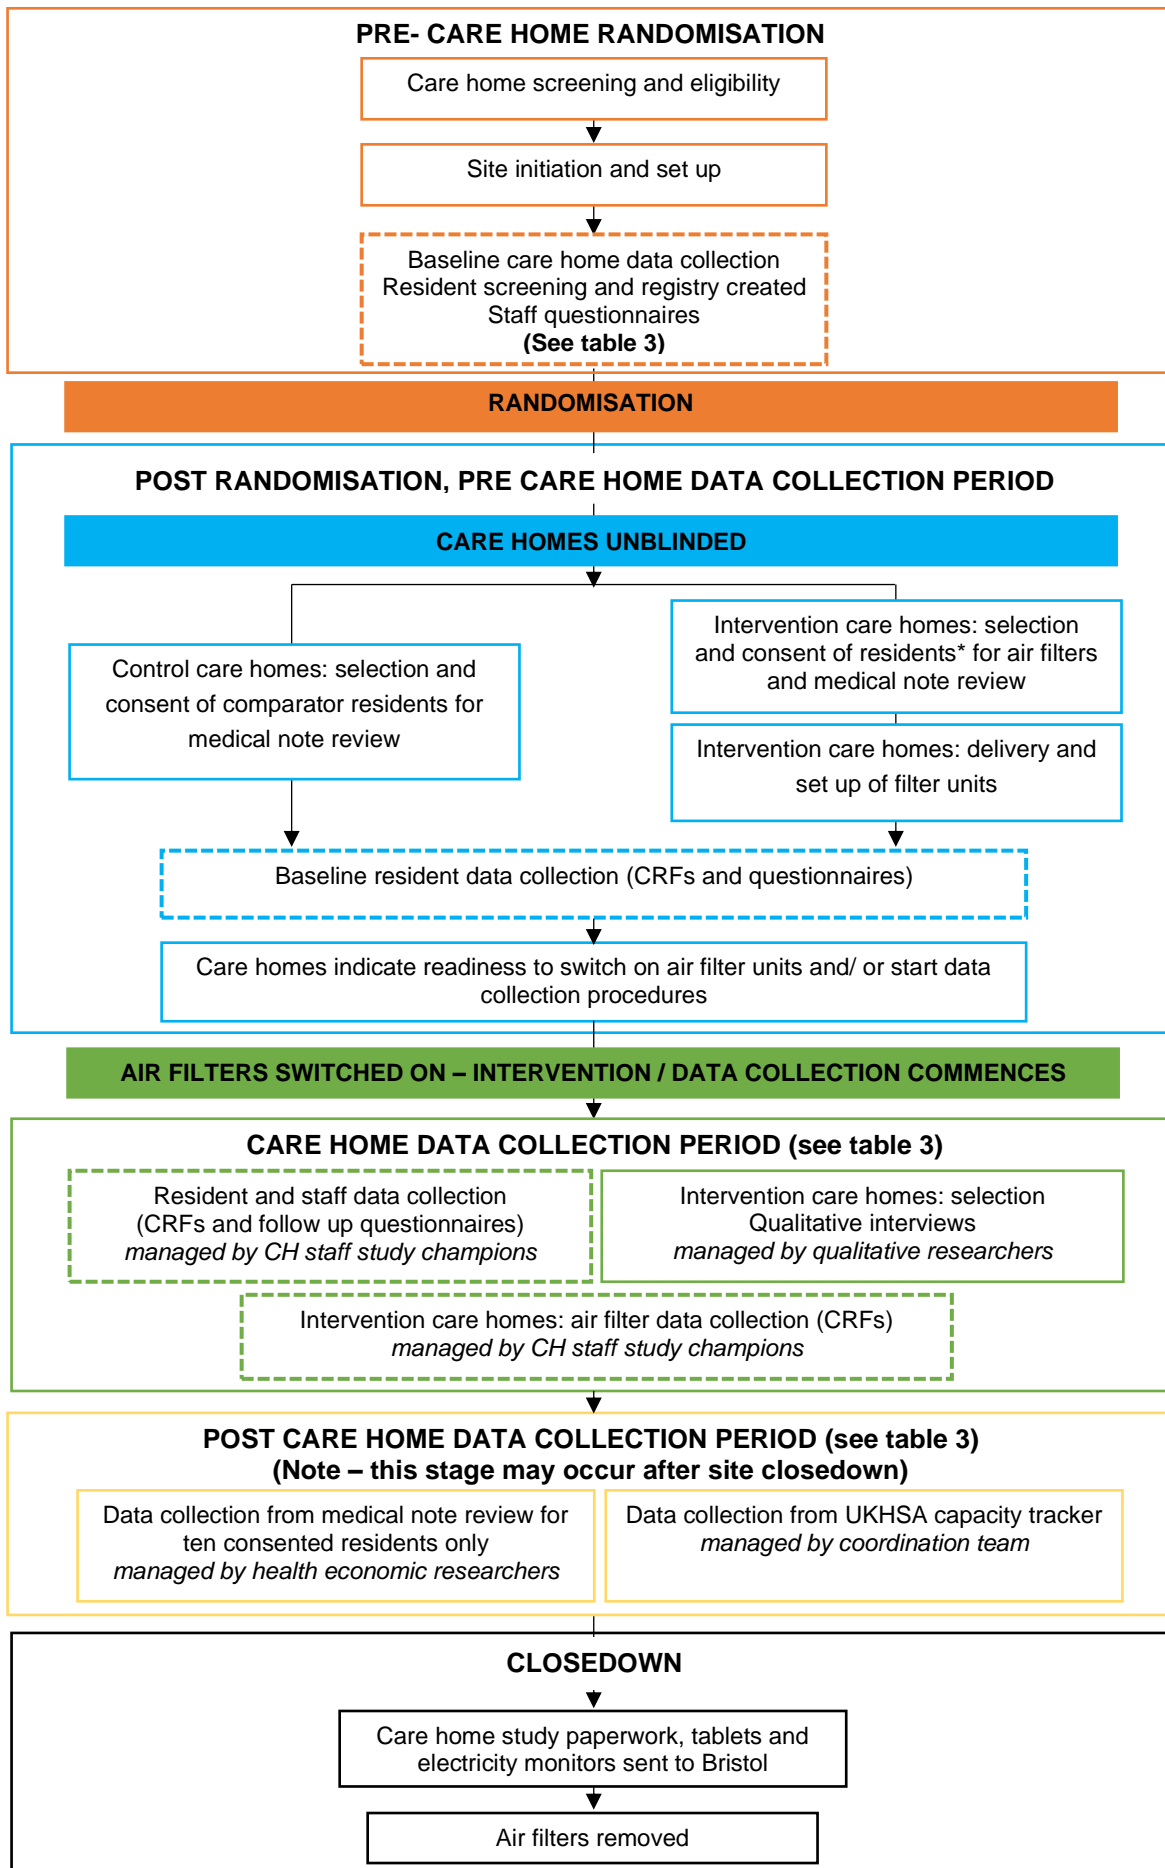 PRE- CARE HOME RANDOMISATION
Care home screening and eligibility
Site initiation and set up
Baseline care home data collection
Resident screening and registry created
Staff questionnaires
(See table 3)
RANDOMISATION
POST RANDOMISATION, PRE CARE HOME DATA COLLECTION PERIOD
CARE HOMES UNBLINDED
Control care homes: selection and
consent of comparator residents for
medical note review
Intervention care homes: selection
and consent of residents* for air filters
and medical note review
Intervention care homes: delivery and
set up of filter units
Baseline resident data collection (CRFs and questionnaires)
Care homes indicate readiness to switch on air filter units and/ or start data
collection procedures
AIR FILTERS SWITCHED ON – INTERVENTION / DATA COLLECTION COMMENCES
CARE HOME DATA COLLECTION PERIOD (see table 3)
Resident and staff data collection
(CRFs and follow up questionnaires)
managed by CH staff study champions
Intervention care homes: selection
Qualitative interviews
managed by qualitative researchers
Intervention care homes: air filter data collection (CRFs)
managed by CH staff study champions
POST CARE HOME DATA COLLECTION PERIOD (see table 3)
(Note – this stage may occur after site closedown)
Data collection from medical note review for
ten consented residents only
managed by health economic researchers
Data collection from UKHSA capacity tracker
managed by coordination team
CLOSEDOWN
Care home study paperwork, tablets and
electricity monitors sent to Bristol
Air filters removed